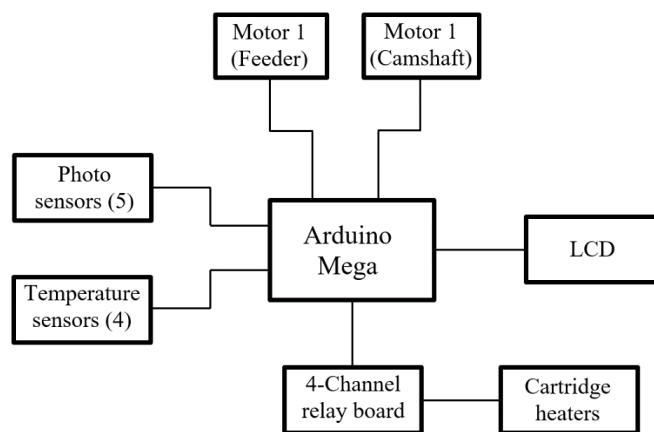 Motor 1
(Feeder)
Motor 1
(Camshaft)
Photo
sensors (5)
Arduino
Mega
LCD
Temperature
sensors (4)
4-Channel
relay board
Cartridge
heaters